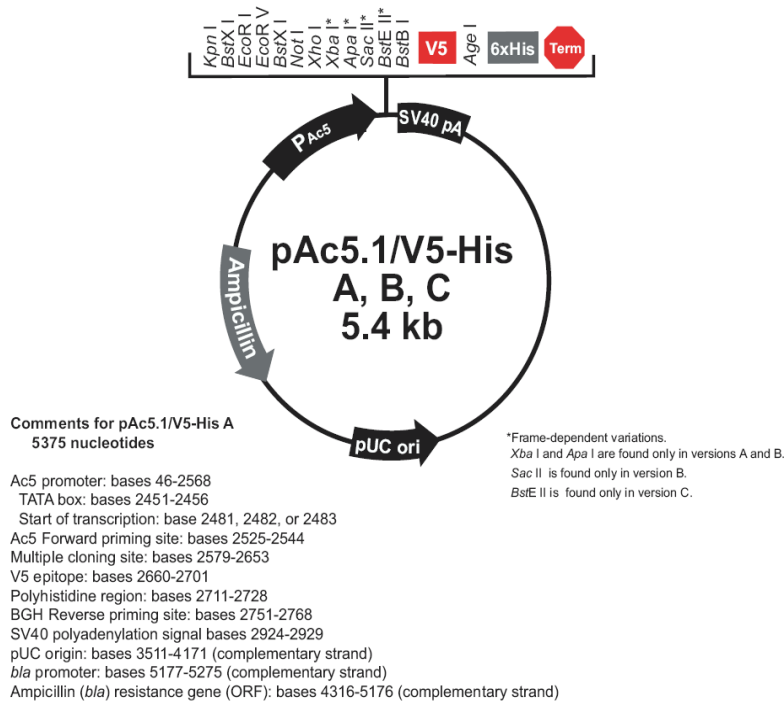 Kpn I
BstX I
EcoR I
EcoR V
BstX I
Not I
Xho I
Xba I*
Apa I*
Sac II*
BstE II*
BstB I
V5
Age I
6xHis
Term
PAc5
SV40 pA
Ampicillin
pUC ori
pAc5.1/V5-His
A, B, C
5.4 kb
Comments for pAc5.1/V5-His A
5375 nucleotides
Ac5 promoter: bases 46-2568
TATA box: bases 2451-2456
Start of transcription: base 2481, 2482, or 2483
Ac5 Forward priming site: bases 2525-2544
Multiple cloning site: bases 2579-2653
V5 epitope: bases 2660-2701
Polyhistidine region: bases 2711-2728
BGH Reverse priming site: bases 2751-2768
SV40 polyadenylation signal bases 2924-2929
pUC origin: bases 3511-4171 (complementary strand)
bla promoter: bases 5177-5275 (complementary strand)
Ampicillin (bla) resistance gene (ORF): bases 4316-5176 (complementary strand)
*Frame-dependent variations.
Xba I and Apa I are found only in versions A and B.
Sac II is found only in version B.
BstE II is found only in version C.